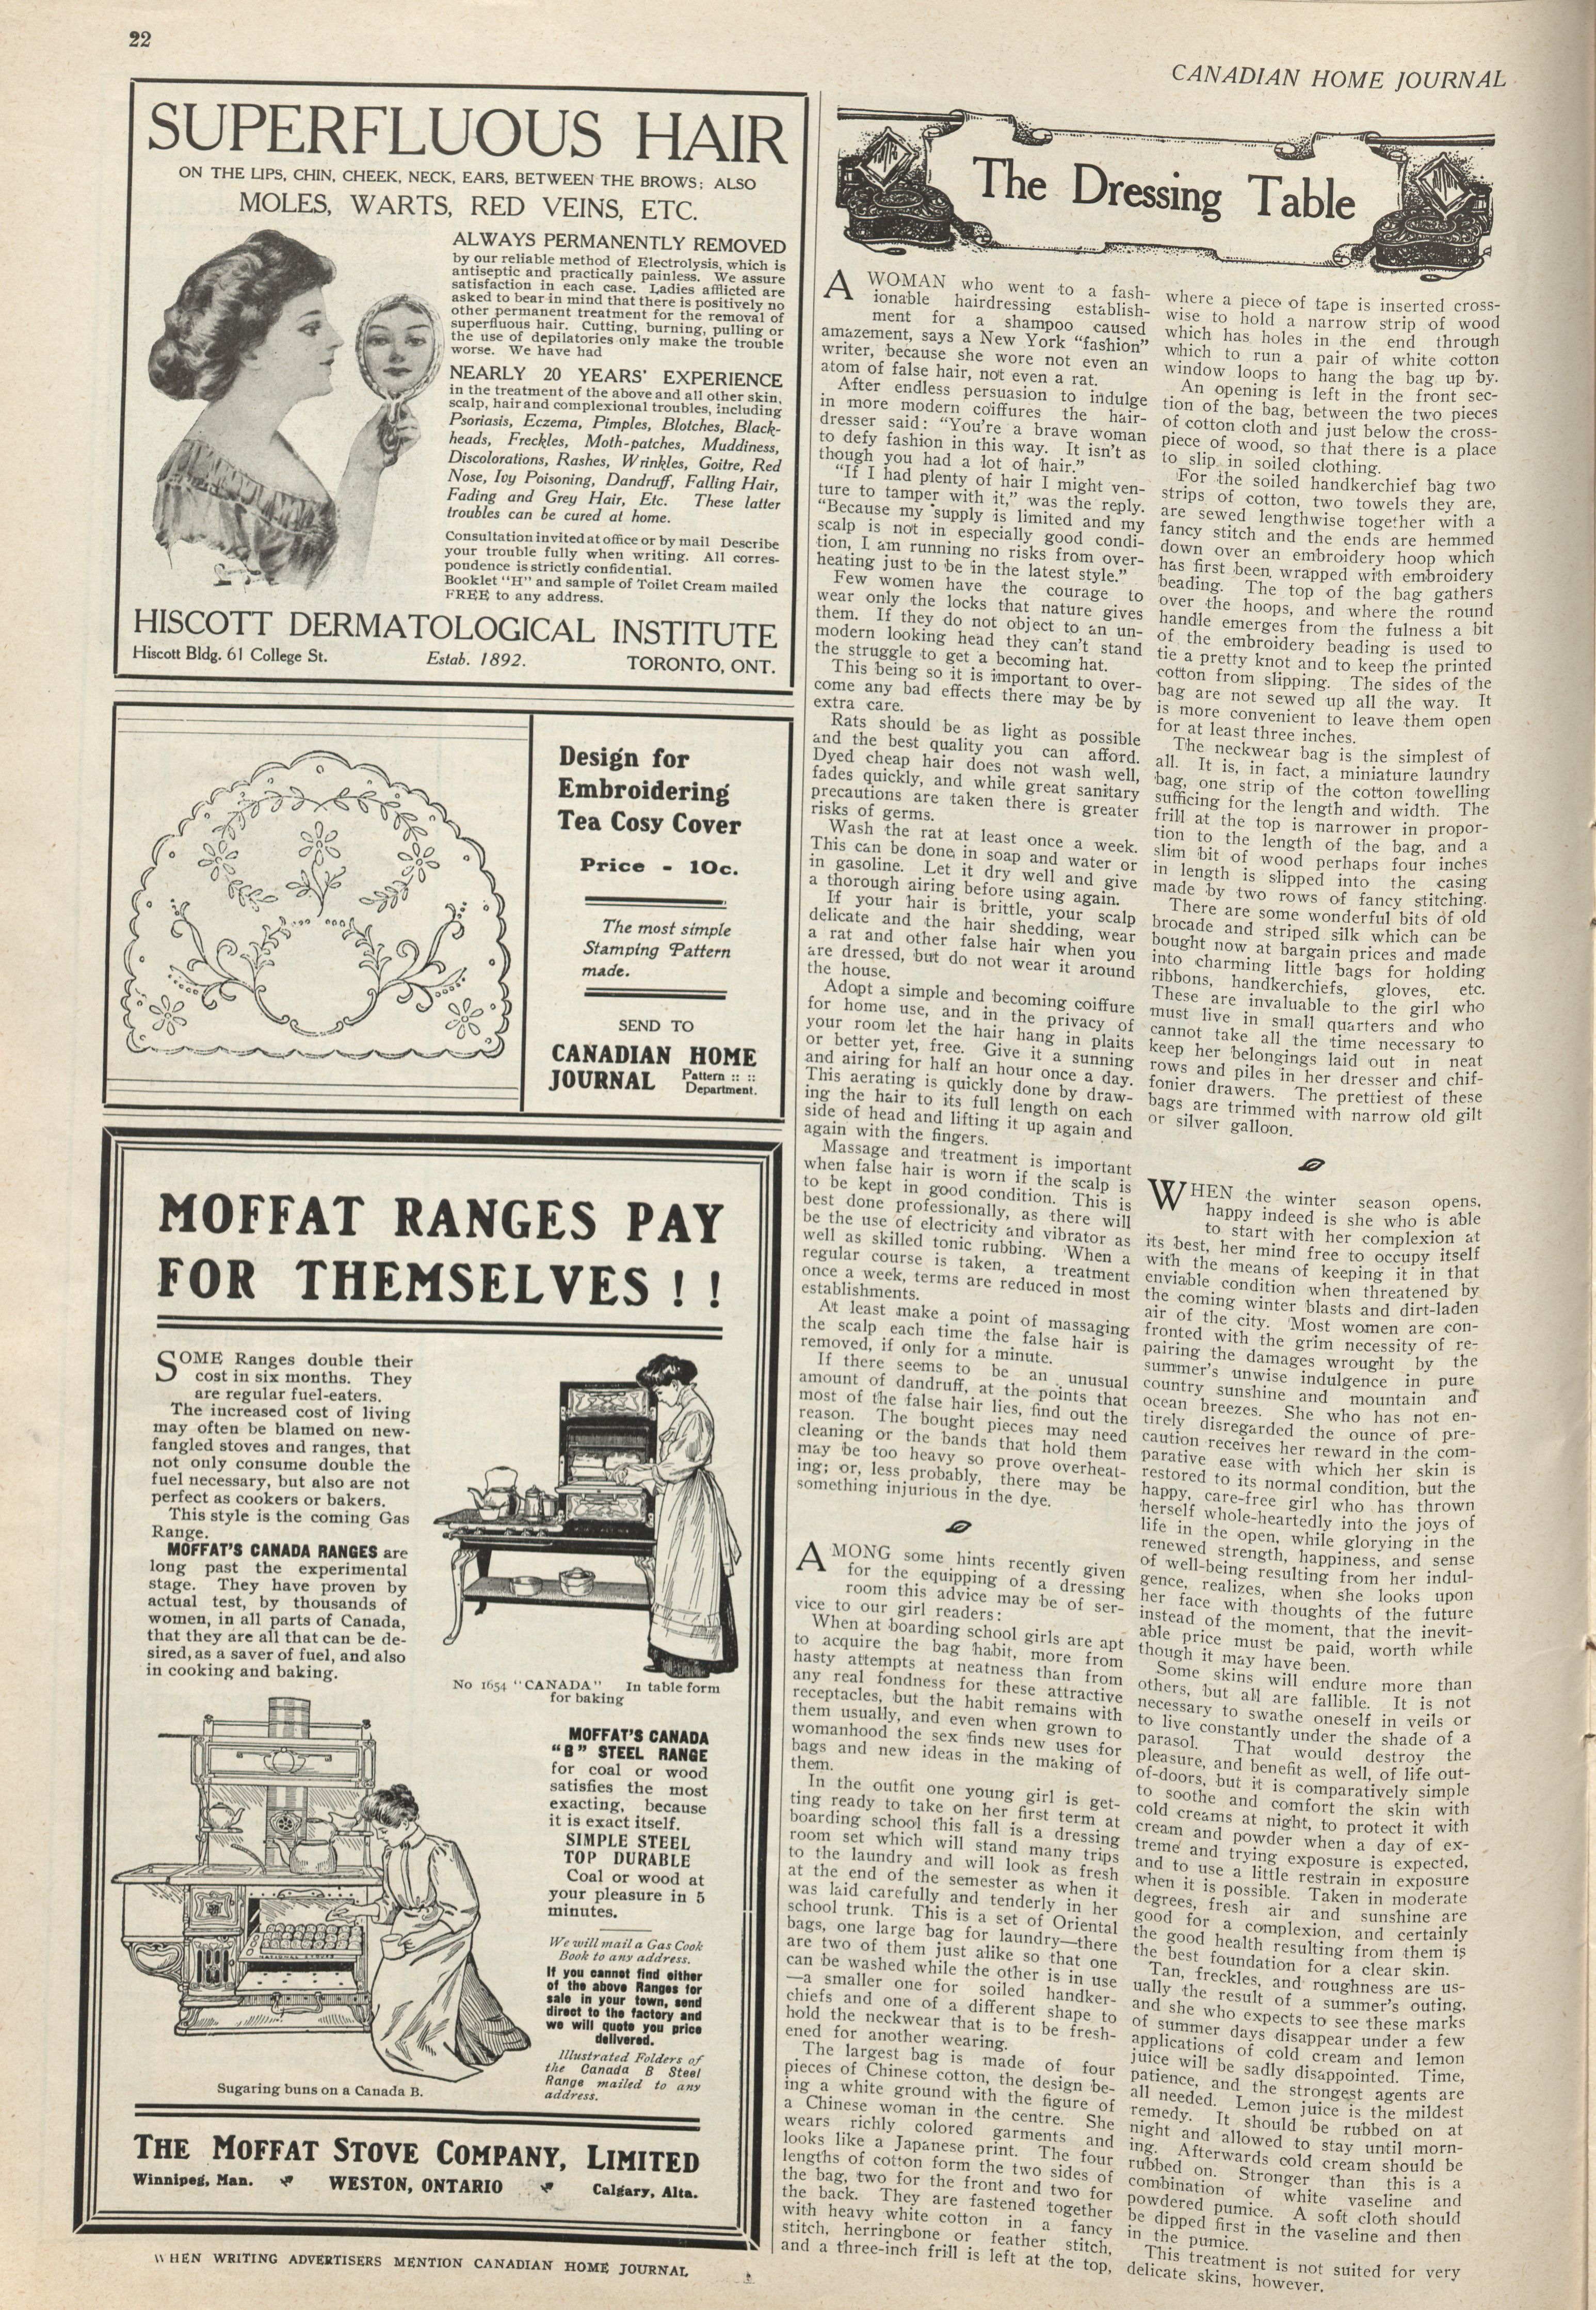 22
CANADIAN HOME JOURNAL
SUPERFLUOUS HAIR
ON THE LIPS, CHIN, CHEEK, NECK, EARS, BETWEEN THE BROWS; ALSO
MOLES, WARTS, RED VEINS, ETC.
ALWAYS PERMANENTLY REMOVED
by our reliable method of Electrolysis, which is
antiseptic and practically painless. We assure
satisfaction in each case. Ladies afflicted are
asked to bear in mind that there is positively no
other permanent treatment for the removal of
superfluous hair. Cutting, burning, pulling or
the use of depilatories only make the trouble
worse. We have had
NEARLY 20 YEARS' EXPERIENCE
in the treatment of the above and all other skin,
scalp, hair and complexional troubles, including
Psoriasis, Eczema, Pimples, Blotches, Black-
heads, Freckles, Moth-patches, Muddiness,
Discolorations, Rashes, Wrinkles, Goitre, Red
Nose, Ivy Poisoning, Dandruff, Falling Hair,
Fading and Grey Hair, Etc. These latter
troubles can be cured at home.
Consultation invited at office or by mail Describe
your trouble fully when writing. All corres-
pondence is strictly confidential.
Booklet "H" and sample of Toilet Cream mailed
FREE to any address.
HISCOTT DERMATOLOGICAL INSTITUTE
Hiscott Bldg. 61 College St. Estab. 1892. TORONTO, ONT.
Design for
Embroidering
Tea Cosy Cover
Price - 10c.
The most simple
Stamping Pattern
made.
SEND TO
CANADIAN HOME
JOURNAL Pattern :: ::
Department.
MOFFAT RANGES PAY
FOR THEMSELVES!!
SOME Ranges double their
cost in six months. They
are regular fuel-eaters.
The increased cost of living
may often be blamed on new-
fangled stoves and ranges, that
not only consume double the
fuel necessary, but also are not
perfect as cookers or bakers.
This style is the coming Gas
Range.
MOFFAT'S CANADA RANGES are
long past the experimental
stage. They have proven by
actual test, by thousands of
women, in all parts of Canada,
that they are all that can be de-
sired, as a saver of fuel, and also
in cooking and baking.
No 1654 "CANADA" In table form
for baking
MOFFAT'S CANADA
"B" STEEL RANGE
for coal or wood
satisfies the most
exacting, because
it is exact itself.
SIMPLE STEEL
TOP DURABLE
Coal or wood at
your pleasure in 5
minutes.
We will mail a Gas Cook
Book to any address.
If you cannot find either
of the above Ranges for
sale in your town, send
direct to the factory and
we will quote you price
delivered.
Illustrated Folders of
the Canada B Steel
Range mailed to any
address.
Sugaring buns on a Canada B.
THE MOFFAT STOVE COMPANY, LIMITED
Winnipeg, Man. WESTON, ONTARIO Calgary, Alta.
WHEN WRITING ADVERTISERS MENTION CANADIAN HOME JOURNAL
The Dressing Table
A WOMAN who went to a fash-
ionable hairdressing establish-
ment for a shampoo caused
amazement, says a New York "fashion"
writer, because she wore not even an
atom of false hair, not even a rat.
After endless persuasion to indulge
in more modern coiffures the hair-
dresser said: "You're a brave woman
to defy fashion in this way. It isn't as
though you had a lot of hair."
"If I had plenty of hair I might ven-
ture to tamper with it," was the reply.
"Because my supply is limited and my
scalp is not in especially good condi-
tion, I am running no risks from over-
heating just to be in the latest style."
Few women have the courage to
wear only the locks that nature gives
them. If they do not object to an un-
modern looking head they can't stand
the struggle to get a becoming hat.
This being so it is important to over-
come any bad effects there may be by
extra care.
Rats should be as light as possible
and the best quality you can afford.
Dyed cheap hair does not wash well,
fades quickly, and while great sanitary
precautions are taken there is greater
risks of germs.
Wash the rat at least once a week.
This can be done in soap and water or
in gasoline. Let it dry well and give
a thorough airing before using again.
If your hair is brittle, your scalp
delicate and the hair shedding, wear
a rat and other false hair when you
are dressed, but do not wear it around
the house.
Adopt a simple and becoming coiffure
for home use, and in the privacy of
your room let the hair hang in plaits
or better yet, free. Give it a sunning
and airing for half an hour once a day.
This aerating is quickly done by draw-
ing the hair to its full length on each
side of head and lifting it up again and
again with the fingers.
Massage and treatment is important
when false hair is worn if the scalp is
to be kept in good condition. This is
best done professionally, as there will
be the use of electricity and vibrator as
well as skilled tonic rubbing. When a
regular course is taken, a treatment
once a week, terms are reduced in most
establishments.
At least make a point of massaging
the scalp each time the false hair is
removed, if only for a minute.
If there seems to be an unusual
amount of dandruff, at the points that
most of the false hair lies, find out the
reason. The bought pieces may need
cleaning or the bands that hold them
may be too heavy so prove overheat-
ing; or, less probably, there may be
something injurious in the dye.
AMONG some hints recently given
for the equipping of a dressing
room this advice may be of ser-
vice to our girl readers:
When at boarding school girls are apt
to acquire the bag habit, more from
hasty attempts at neatness than from
any real fondness for these attractive
receptacles, but the habit remains with
them usually, and even when grown to
womanhood the sex finds new uses for
bags and new ideas in the making of
them.
In the outfit one young girl is get-
ting ready to take on her first term at
boarding school this fall is a dressing
room set which will stand many trips
to the laundry and will look as fresh
at the end of the semester as when it
was laid carefully and tenderly in her
school trunk. This is a set of Oriental
bags, one large bag for laundry—there
are two of them just alike so that one
can be washed while the other is in use
—a smaller one for soiled handker-
chiefs and one of a different shape to
hold the neckwear that is to be fresh-
ened for another wearing.
The largest bag is made of four
pieces of Chinese cotton, the design be-
ing a white ground with the figure of
a Chinese woman in the centre. She
wears richly colored garments and
looks like a Japanese print. The four
lengths of cotton form the two sides of
the bag, two for the front and two for
the back. They are fastened together
with heavy white cotton in a fancy
stitch, herringbone or feather stitch,
and a three-inch frill is left at the top,
where a piece of tape is inserted cross-
wise to hold a narrow strip of wood
which has holes in the end through
which to run a pair of white cotton
window loops to hang the bag up by.
An opening is left in the front sec-
tion of the bag, between the two pieces
of cotton cloth and just below the cross-
piece of wood, so that there is a place
to slip in soiled clothing.
For the soiled handkerchief bag two
strips of cotton, two towels they are,
are sewed lengthwise together with a
fancy stitch and the ends are hemmed
down over an embroidery hoop which
has first been wrapped with embroidery
beading. The top of the bag gathers
over the hoops, and where the round
handle emerges from the fulness a bit
of the embroidery beading is used to
tie a pretty knot and to keep the printed
cotton from slipping. The sides of the
bag are not sewed up all the way. It
is more convenient to leave them open
for at least three inches.
The neckwear bag is the simplest of
all. It is, in fact, a miniature laundry
bag, one strip of the cotton towelling
sufficing for the length and width. The
frill at the top is narrower in propor-
tion to the length of the bag, and a
slim bit of wood perhaps four inches
in length is slipped into the casing
made by two rows of fancy stitching.
There are some wonderful bits of old
brocade and striped silk which can be
bought now at bargain prices and made
into charming little bags for holding
ribbons, handkerchiefs, gloves, etc.
These are invaluable to the girl who
must live in small quarters and who
cannot take all the time necessary to
keep her belongings laid out in neat
rows and piles in her dresser and chif-
fonier drawers. The prettiest of these
bags are trimmed with narrow old gilt
or silver galloon.
WHEN the winter season opens,
happy indeed is she who is able
to start with her complexion at
its best, her mind free to occupy itself
with the means of keeping it in that
enviable condition when threatened by
the coming winter blasts and dirt-laden
air of the city. Most women are con-
fronted with the grim necessity of re-
pairing the damages wrought by the
summer's unwise indulgence in pure
country sunshine and mountain and
ocean breezes. She who has not en-
tirely disregarded the ounce of pre-
caution receives her reward in the com-
parative ease with which her skin is
restored to its normal condition, but the
happy, care-free girl who has thrown
herself whole-heartedly into the joys of
life in the open, while glorying in the
renewed strength, happiness, and sense
of well-being resulting from her indul-
gence, realizes, when she looks upon
her face with thoughts of the future
instead of the moment, that the inevit-
able price must be paid, worth while
though it may have been.
Some skins will endure more than
others, but all are fallible. It is not
necessary to swathe oneself in veils or
to live constantly under the shade of a
parasol. That would destroy the
pleasure, and benefit as well, of life out-
of-doors, but it is comparatively simple
to soothe and comfort the skin with
cold creams at night, to protect it with
cream and powder when a day of ex-
treme and trying exposure is expected,
and to use a little restrain in exposure
when it is possible. Taken in moderate
degrees, fresh air and sunshine are
good for a complexion, and certainly
the good health resulting from them is
the best foundation for a clear skin.
Tan, freckles, and roughness are us-
ually the result of a summer's outing,
and she who expects to see these marks
of summer days disappear under a few
applications of cold cream and lemon
juice will be sadly disappointed. Time,
patience, and the strongest agents are
all needed. Lemon juice is the mildest
remedy. It should be rubbed on at
night and allowed to stay until morn-
ing. Afterwards cold cream should be
rubbed on. Stronger than this is a
combination of white vaseline and
powdered pumice. A soft cloth should
be dipped first in the vaseline and then
in the pumice.
This treatment is not suited for very
delicate skins, however.